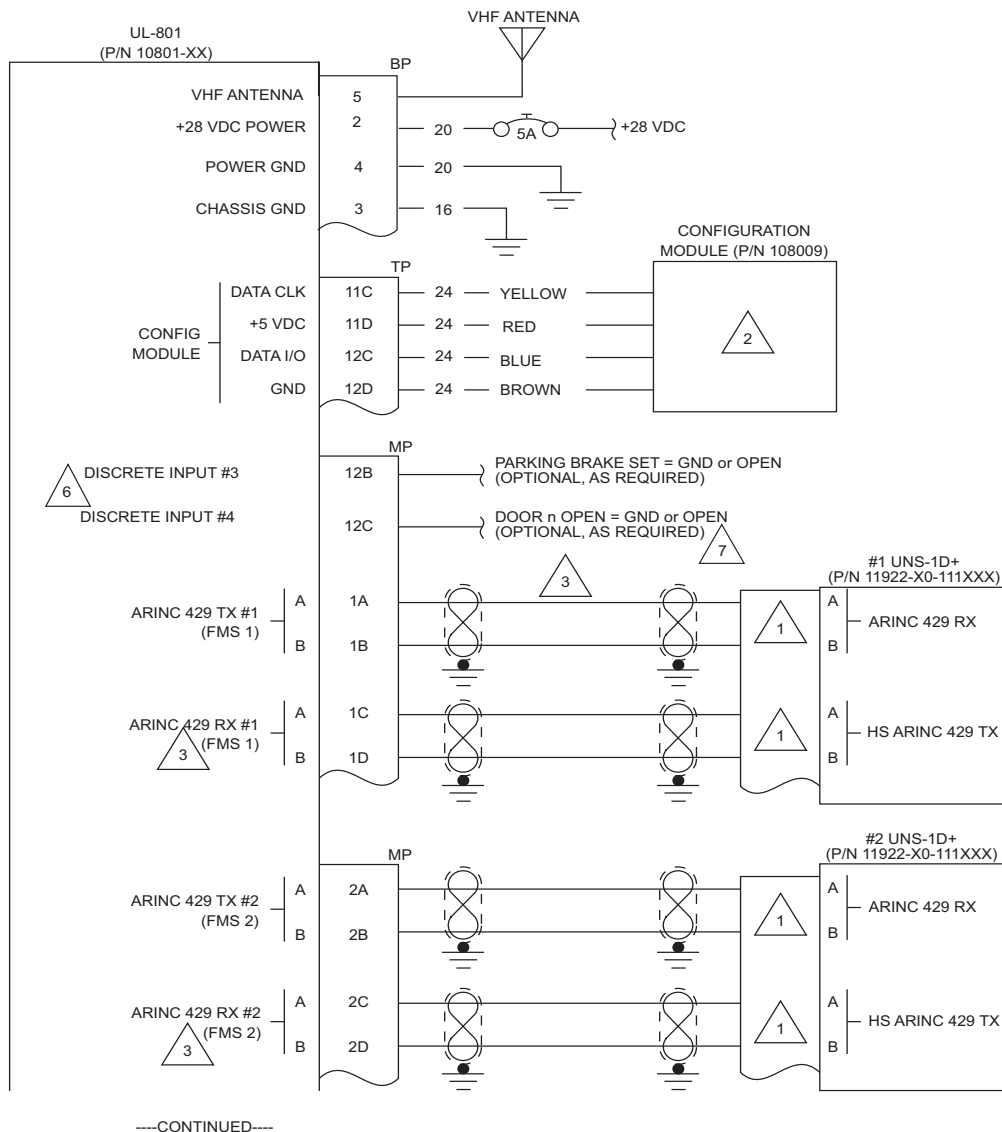 VHF ANTENNA
UL-801
(P/N 10801-XX)
BP
VHF ANTENNA 5
+28 VDC POWER 2 20 5A +28 VDC
POWER GND 4 20
CHASSIS GND 3 16
CONFIGURATION
MODULE (P/N 108009)
TP
DATA CLK 11C 24 YELLOW
+5 VDC 11D 24 RED
CONFIG
MODULE
2
DATA I/O 12C 24 BLUE
GND 12D 24 BROWN
MP
6 DISCRETE INPUT #3 12B PARKING BRAKE SET = GND or OPEN
(OPTIONAL, AS REQUIRED)
DISCRETE INPUT #4 12C DOOR n OPEN = GND or OPEN
(OPTIONAL, AS REQUIRED) 7
3
#1 UNS-1D+
(P/N 11922-X0-111XXX)
ARINC 429 TX #1
(FMS 1)
A 1A 1 A
B 1B B
ARINC 429 RX
ARINC 429 RX #1
(FMS 1)
3
A 1C 1 A
B 1D B
HS ARINC 429 TX
#2 UNS-1D+
(P/N 11922-X0-111XXX)
MP
ARINC 429 TX #2
(FMS 2)
A 2A 1 A
B 2B B
ARINC 429 RX
ARINC 429 RX #2
(FMS 2)
3
A 2C 1 A
B 2D B
HS ARINC 429 TX
----CONTINUED----